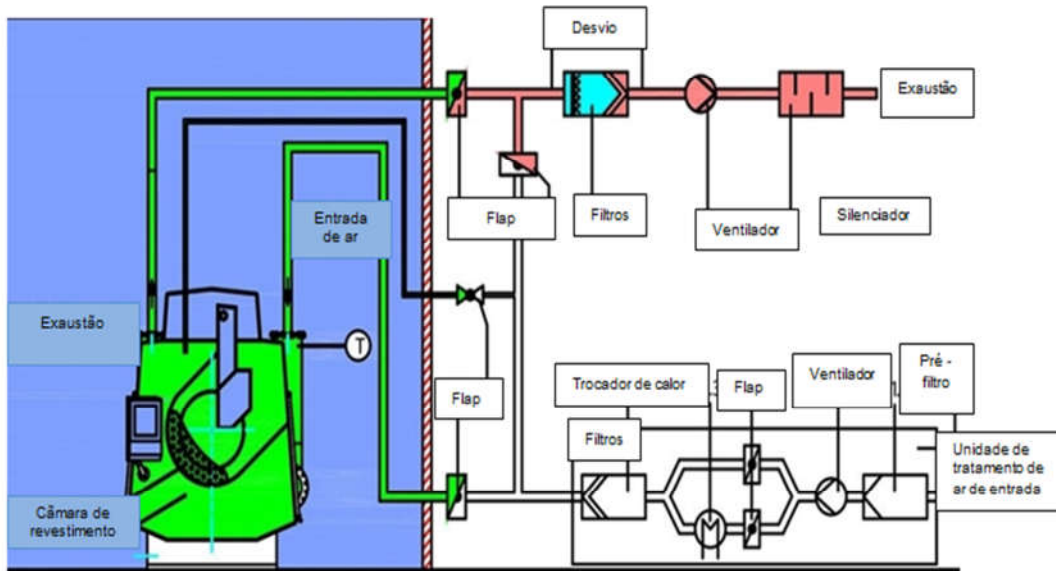 Desvio
Exaustão
Entrada
de ar
Flap
Filtros
Ventilador
Silenciador
Exaustão
T
Flap
Trocador de calor
Flap
Ventilador
Pré -
filtro
Filtros
Unidade de
tratamento de
ar de entrada
Câmara de
revestimento